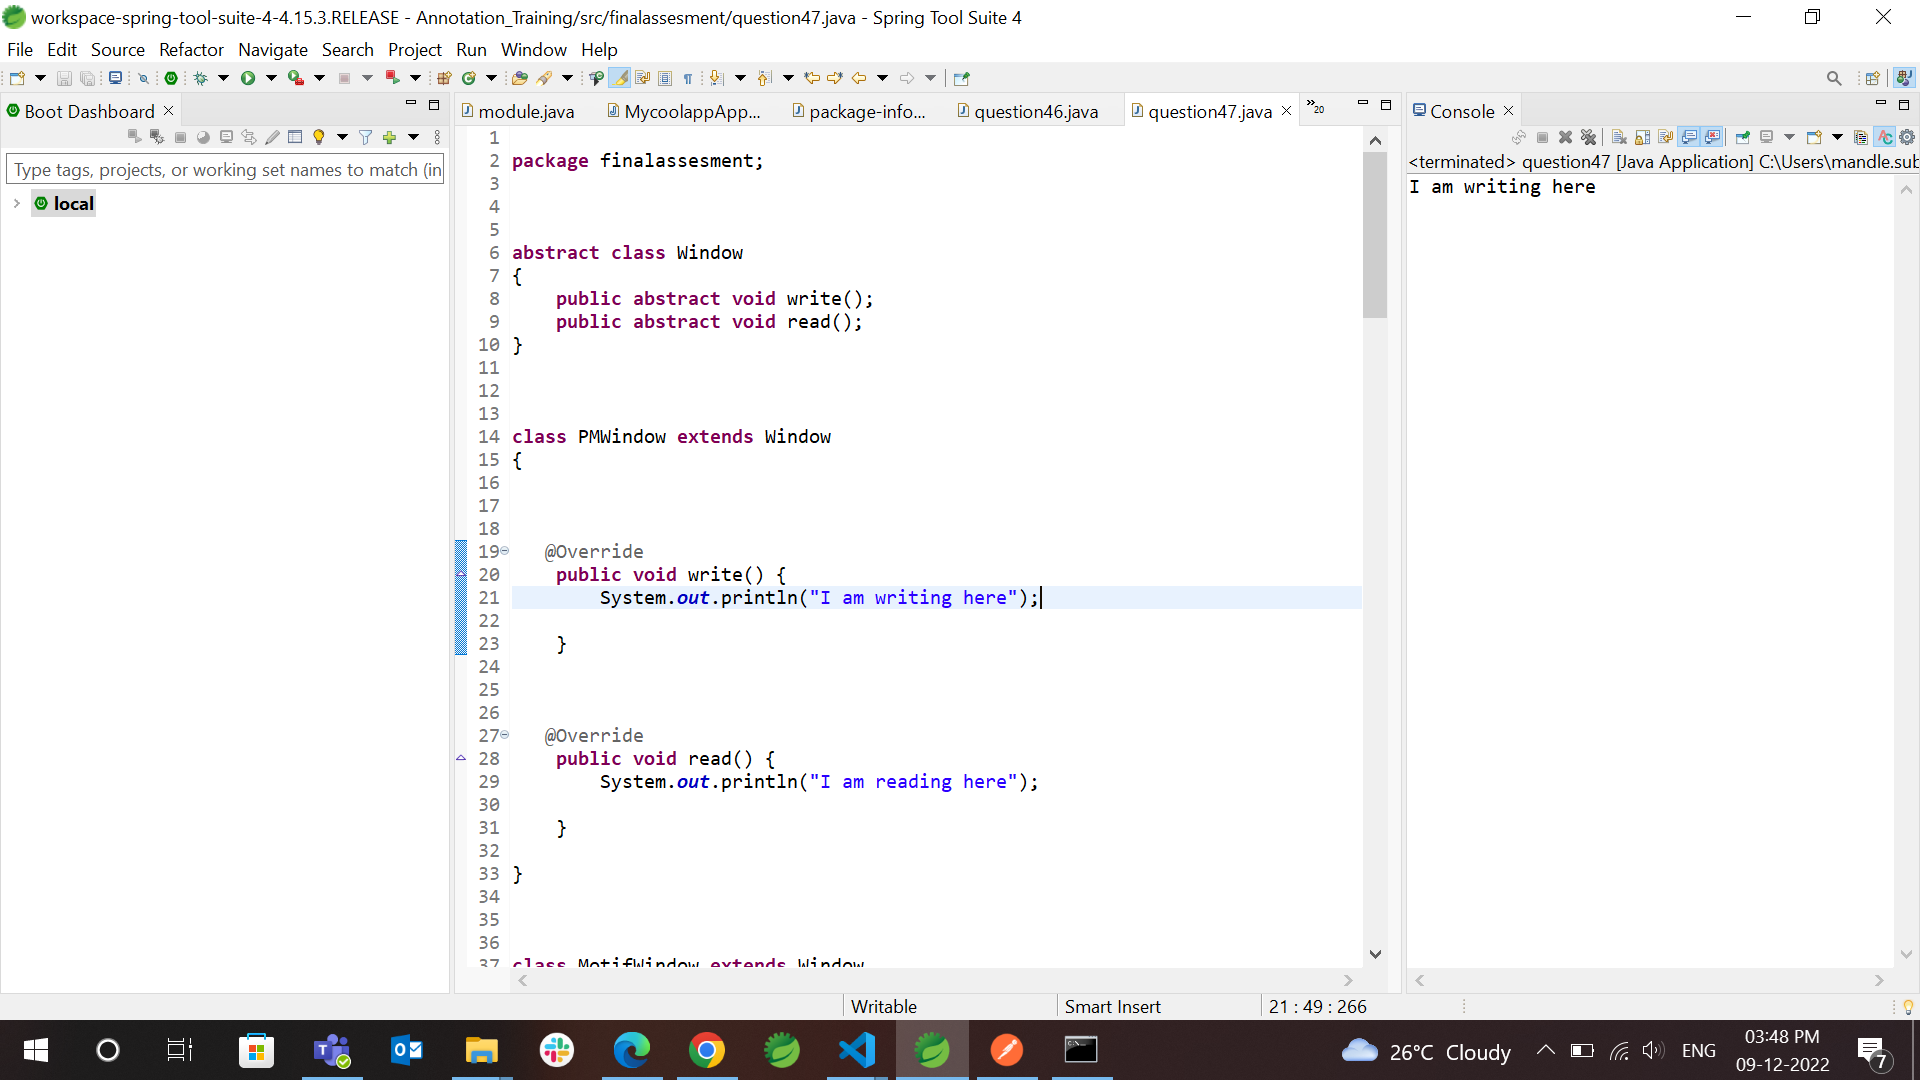 workspace-spring-tool-suite-4-4.15.3.RELEASE - Annotation_Training/src/finalassesment/question47.java - Spring Tool Suite 4
File Edit Source Refactor Navigate Search Project Run Window Help
Boot Dashboard
Type tags, projects, or working set names to match (in
local
module.java MycoolappApp... package-info... question46.java question47.java »20
1
2 package finalassesment;
3
4
5
6 abstract class Window
7 {
8 public abstract void write();
9 public abstract void read();
10 }
11
12
13
14 class PMWindow extends Window
15 {
16
17
18
19 @Override
20 public void write() {
21 System.out.println("I am writing here");
22
23 }
24
25
26
27 @Override
28 public void read() {
29 System.out.println("I am reading here");
30
31 }
32
33 }
34
35
36
37 class MotifWindow extends Window
Console
<terminated> question47 [Java Application] C:\Users\mandle.sub
I am writing here
Writable Smart Insert 21 : 49 : 266
26°C Cloudy ENG 03:48 PM
09-12-2022
7